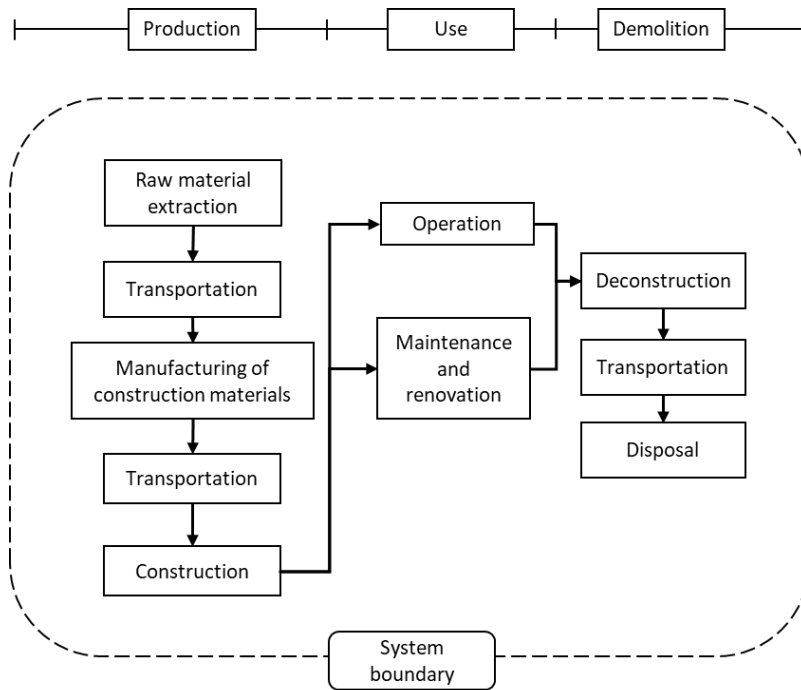 Production
Use
Demolition
Raw material
extraction
Transportation
Manufacturing of
construction materials
Transportation
Construction
Operation
Maintenance
and
renovation
Deconstruction
Transportation
Disposal
System
boundary